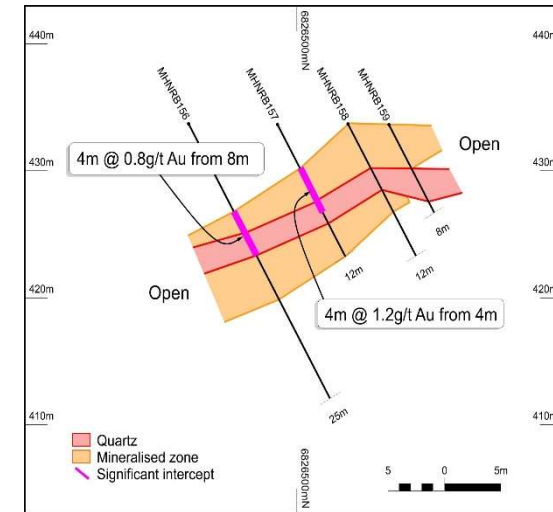 6826500mN
440m
440m
MHNRB156
MHNRB157
MHNRB158
MHNRB159
4m @ 0.8g/t Au from 8m
Open
430m
430m
8m
12m
12m
Open
420m
420m
4m @ 1.2g/t Au from 4m
25m
410m
410m
Quartz
Mineralised zone
Significant intercept
6826500mN
5 0 5m